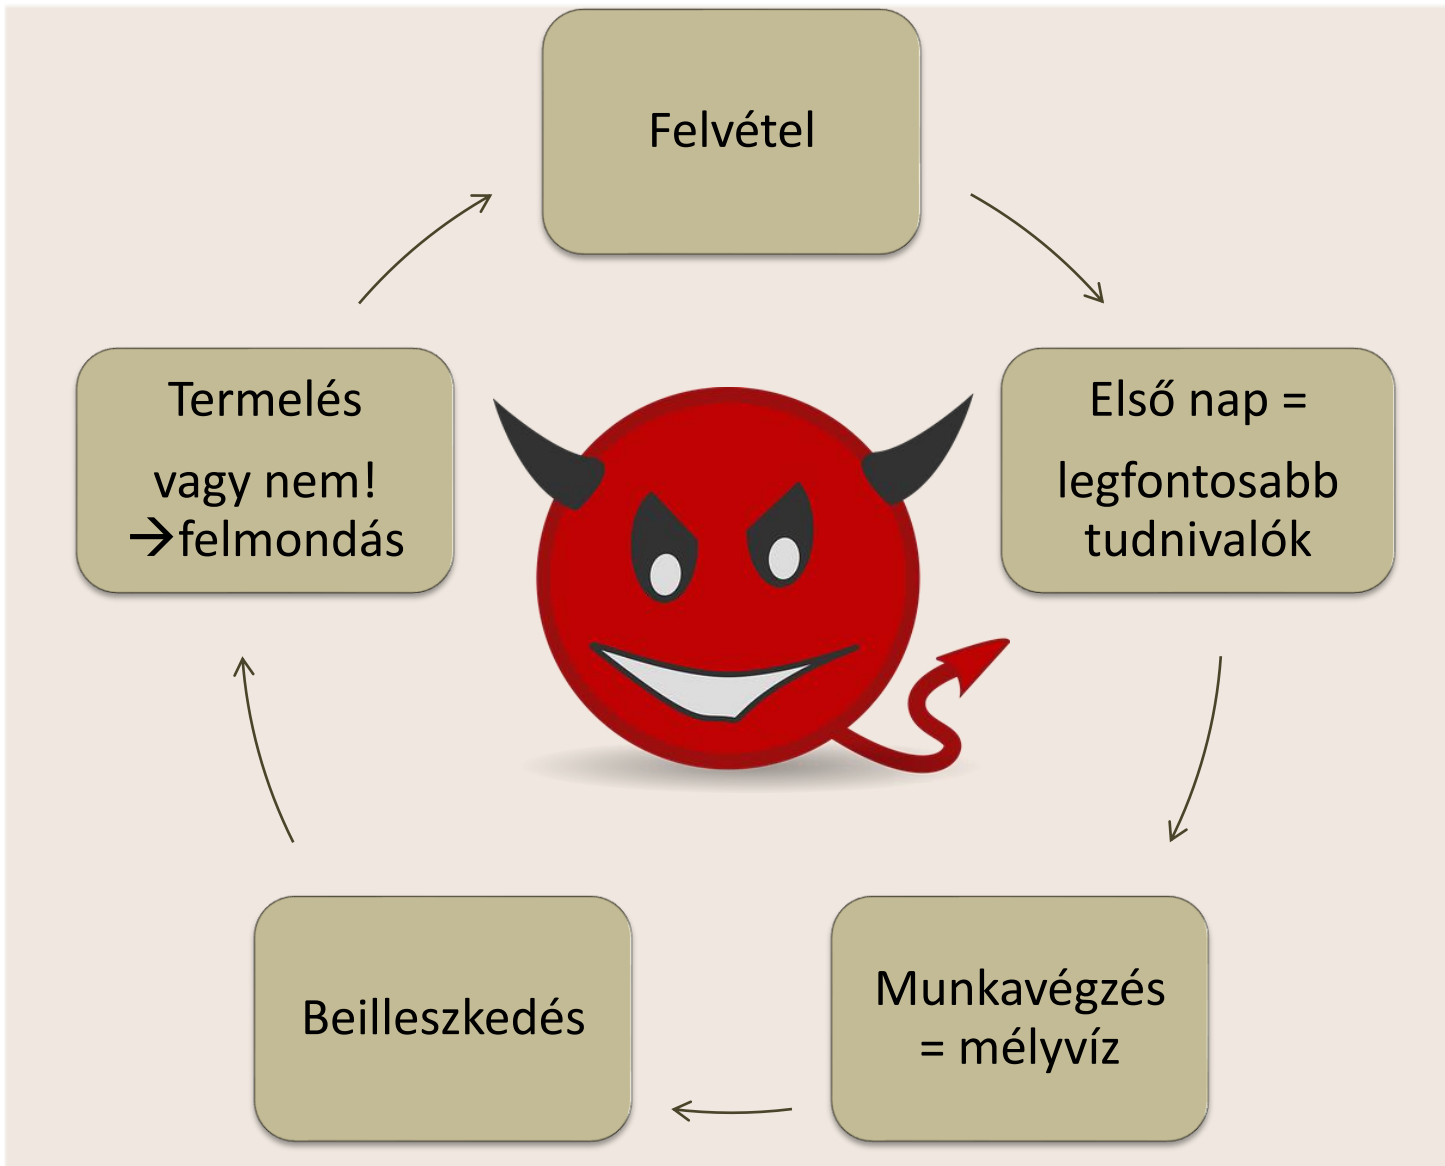 Felvétel
Első nap =
legfontosabb
tudnivalók
Munkavégzés
= mélyvíz
Beilleszkedés
Termelés
vagy nem!
→felmondás